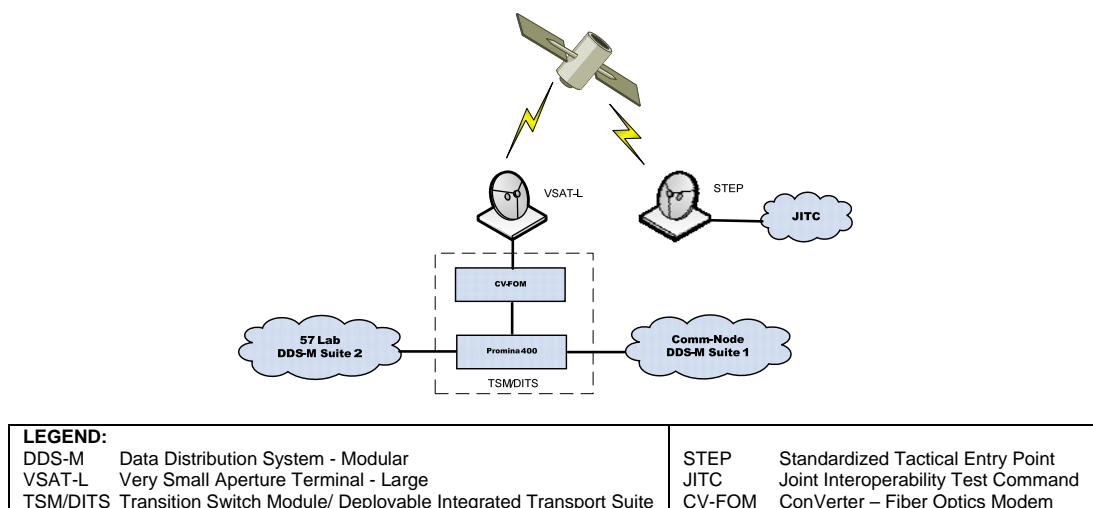 VSAT-L
STEP
JITC
CV-FOM
57 Lab
DDS-M Suite 2
Promina 400
Comm-Node
DDS-M Suite 1
TSM/DITS
LEGEND:
DDS-M Data Distribution System - Modular
VSAT-L Very Small Aperture Terminal - Large
TSM/DITS Transition Switch Module/ Deployable Integrated Transport Suite
STEP Standardized Tactical Entry Point
JITC Joint Interoperability Test Command
CV-FOM ConVerter – Fiber Optics Modem